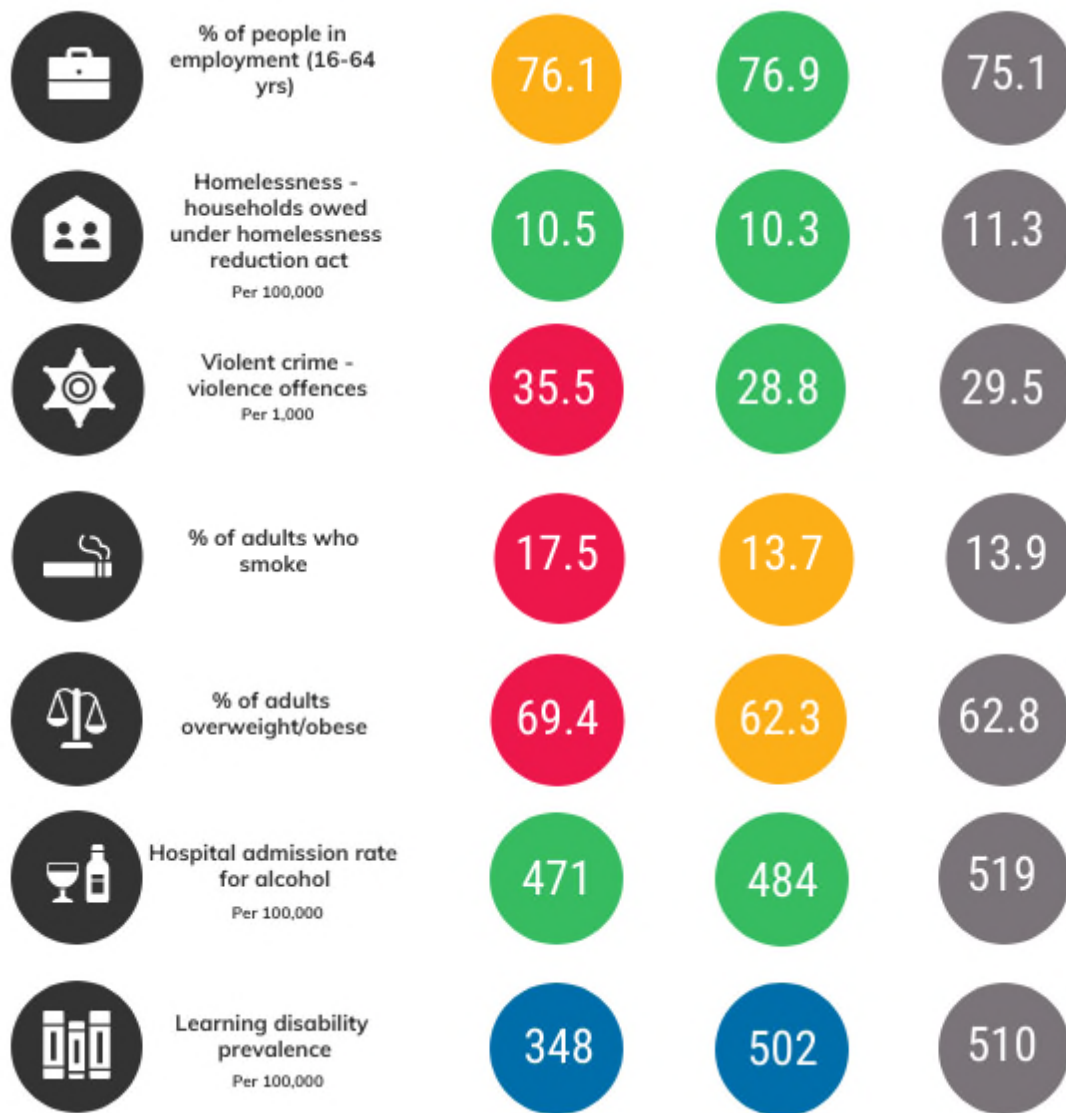 % of people in
employment (16-64
yrs)
76.1
76.9
75.1
Homelessness -
households owed
under homelessness
reduction act
Per 100,000
10.5
10.3
11.3
Violent crime -
violence offences
Per 1,000
35.5
28.8
29.5
% of adults who
smoke
17.5
13.7
13.9
% of adults
overweight/obese
69.4
62.3
62.8
Hospital admission rate
for alcohol
Per 100,000
471
484
519
Learning disability
prevalence
Per 100,000
348
502
510